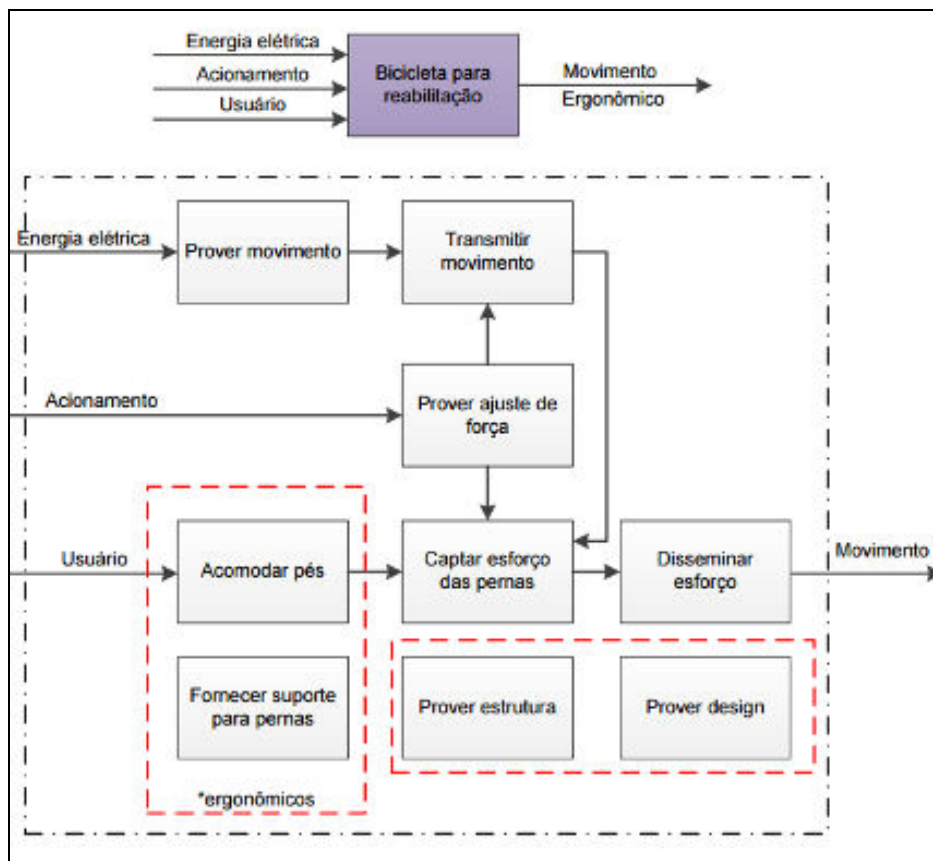 Energia elétrica
Acionamento
Usuário
Bicicleta para
reabilitação
Movimento
Ergonômico
Energia elétrica
Prover movimento
Transmitir
movimento
Acionamento
Prover ajuste de
força
Usuário
Acomodar pés
Captar esforço
das pernas
Disseminar
esforço
Movimento
Fornecer suporte
para pernas
Prover estrutura
Prover design
*ergonômicos